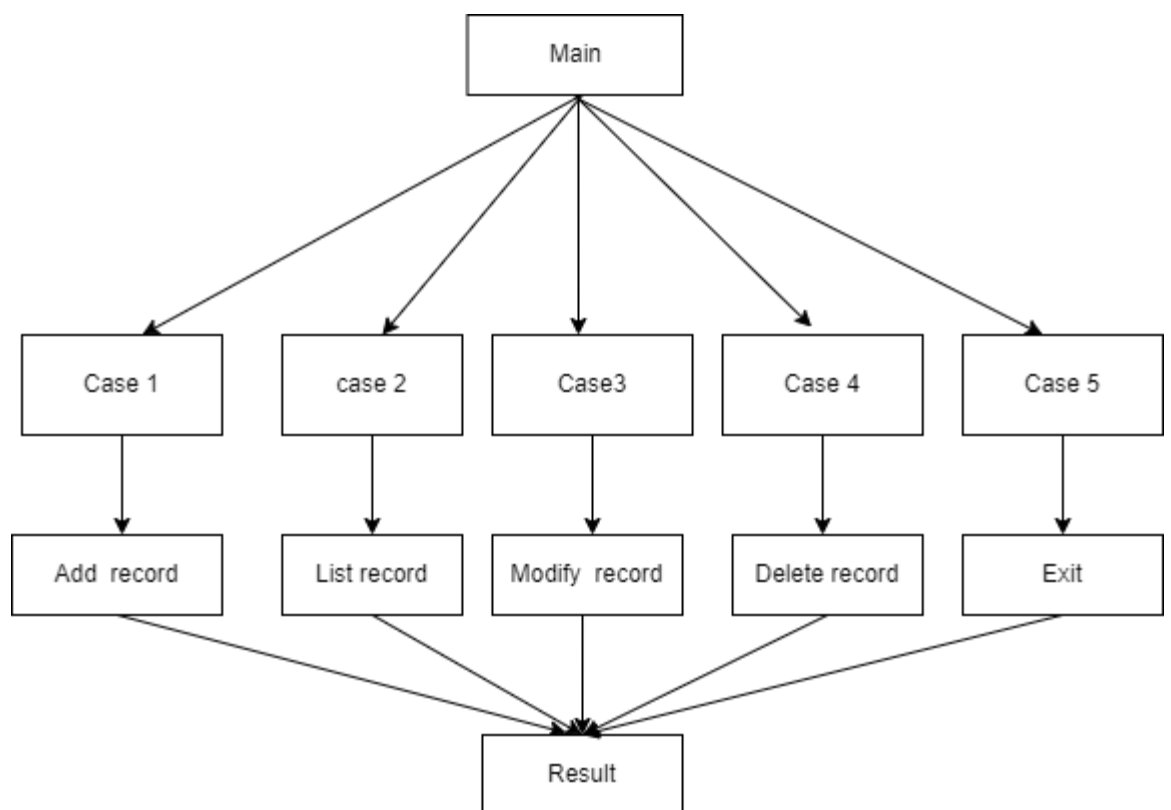 Main
Case 1
case 2
Case3
Case 4
Case 5
Add record
List record
Modify record
Delete record
Exit
Result